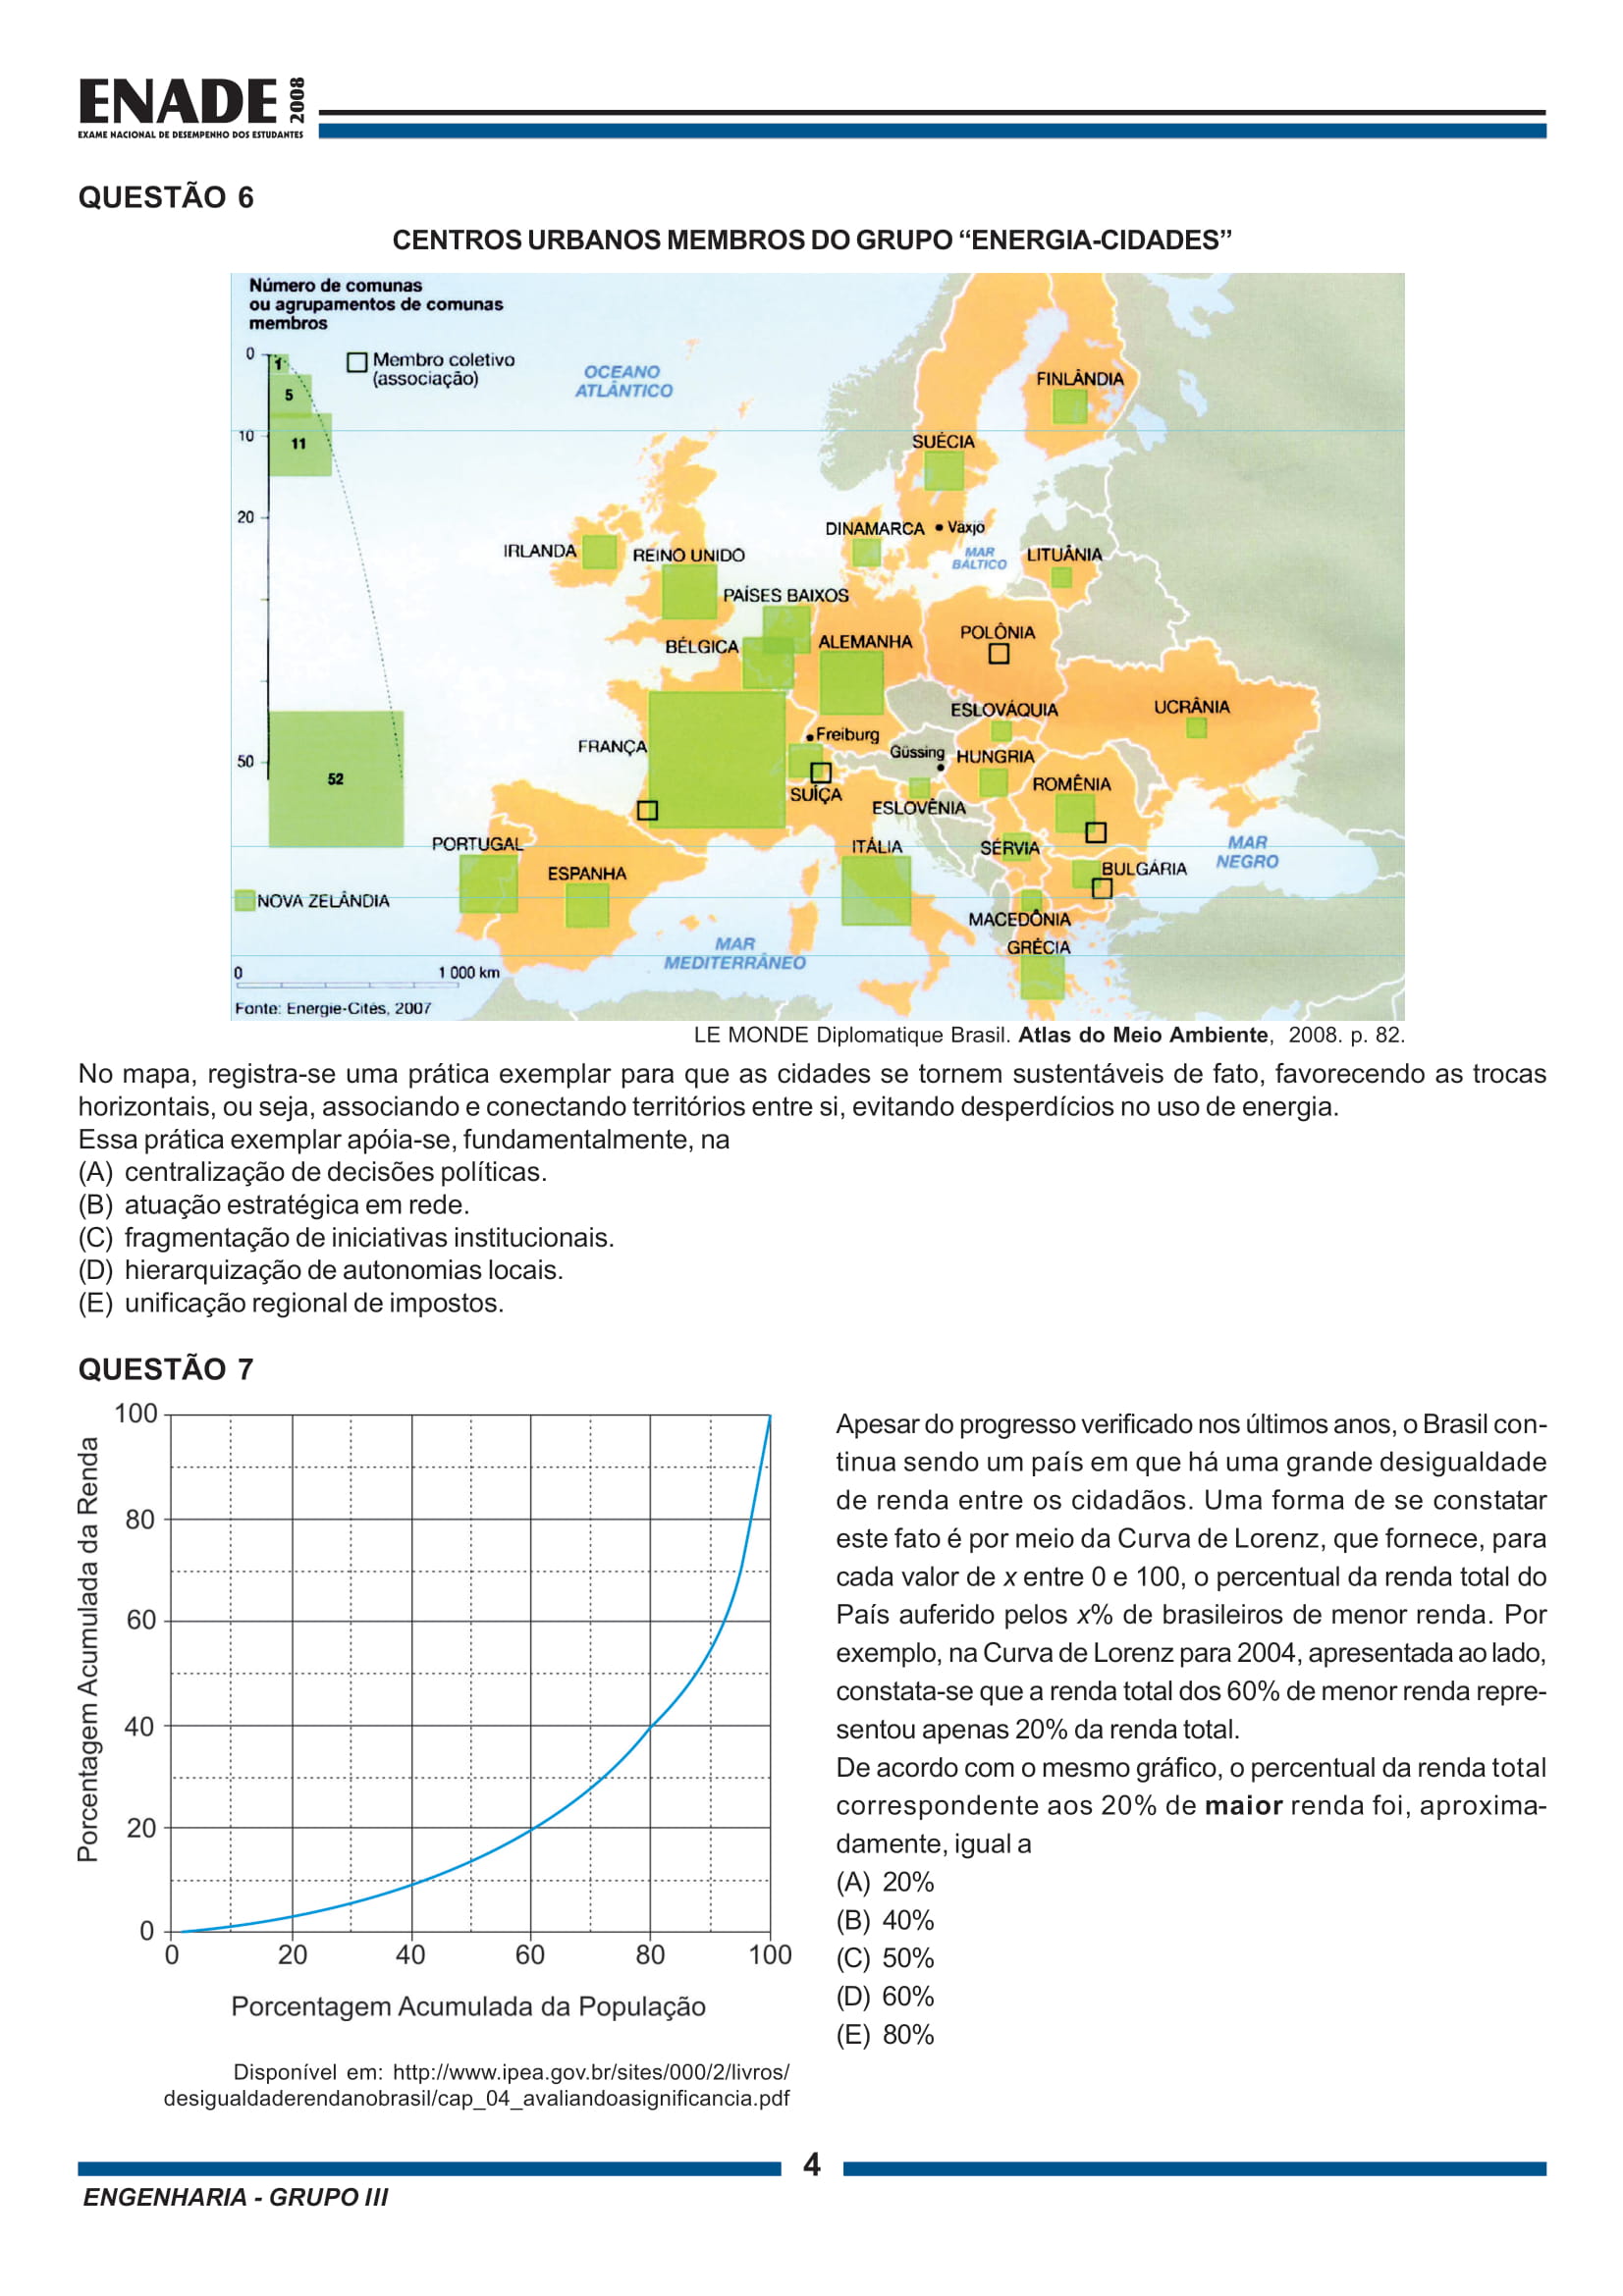 ENADE 2008
EXAME NACIONAL DE DESEMPENHO DOS ESTUDANTES
QUESTÃO 6
CENTROS URBANOS MEMBROS DO GRUPO “ENERGIA-CIDADES”
Número de comunas
ou agrupamentos de comunas
membros
0
1
5
10
11
20
50
52
Membro coletivo
(associação)
OCEANO
ATLÂNTICO
FINLÂNDIA
SUÉCIA
DINAMARCA
Växjö
MAR
BÁLTICO
LITUÂNIA
IRLANDA
REINO UNIDO
PAÍSES BAIXOS
BÉLGICA
ALEMANHA
POLÔNIA
ESLOVÁQUIA
UCRÂNIA
FRANÇA
Freiburg
Güssing
HUNGRIA
SUÍÇA
ESLOVÊNIA
ROMÊNIA
PORTUGAL
ESPANHA
ITÁLIA
SÉRVIA
MAR
NEGRO
BULGÁRIA
NOVA ZELÂNDIA
MACEDÔNIA
GRÉCIA
MAR
MEDITERRÂNEO
0
1 000 km
Fonte: Energie-Cités, 2007
LE MONDE Diplomatique Brasil. Atlas do Meio Ambiente, 2008. p. 82.
No mapa, registra-se uma prática exemplar para que as cidades se tornem sustentáveis de fato, favorecendo as trocas
horizontais, ou seja, associando e conectando territórios entre si, evitando desperdícios no uso de energia.
Essa prática exemplar apóia-se, fundamentalmente, na
(A) centralização de decisões políticas.
(B) atuação estratégica em rede.
(C) fragmentação de iniciativas institucionais.
(D) hierarquização de autonomias locais.
(E) unificação regional de impostos.
QUESTÃO 7
Porcentagem Acumulada da Renda
100
80
60
40
20
0
0
20
40
60
80
100
Porcentagem Acumulada da População
Disponível em: http://www.ipea.gov.br/sites/000/2/livros/
desigualdaderendanobrasil/cap_04_avaliandoasignificancia.pdf
Apesar do progresso verificado nos últimos anos, o Brasil con-
tinua sendo um país em que há uma grande desigualdade
de renda entre os cidadãos. Uma forma de se constatar
este fato é por meio da Curva de Lorenz, que fornece, para
cada valor de x entre 0 e 100, o percentual da renda total do
País auferido pelos x% de brasileiros de menor renda. Por
exemplo, na Curva de Lorenz para 2004, apresentada ao lado,
constata-se que a renda total dos 60% de menor renda repre-
sentou apenas 20% da renda total.
De acordo com o mesmo gráfico, o percentual da renda total
correspondente aos 20% de maior renda foi, aproxima-
damente, igual a
(A) 20%
(B) 40%
(C) 50%
(D) 60%
(E) 80%
4
ENGENHARIA - GRUPO III